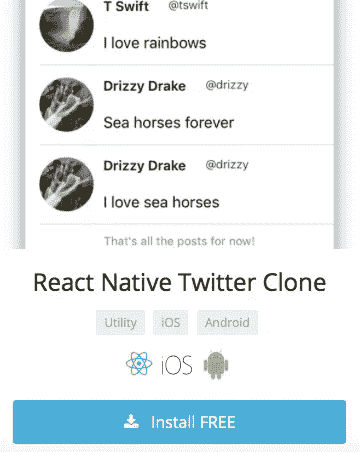 T Swift @tswift
I love rainbows
Drizzy Drake @drizzy
Sea horses forever
Drizzy Drake @drizzy
I love sea horses
That's all the posts for now!
React Native Twitter Clone
Utility iOS Android
iOS
Install FREE